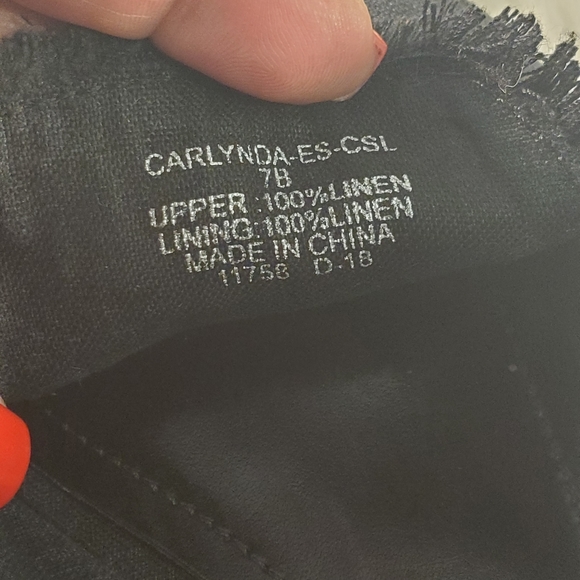 CARLYNDA-ES-CSL
7B
UPPER:100%LINEN
LINING:100%LINEN
MADE IN CHINA
11758 D-18